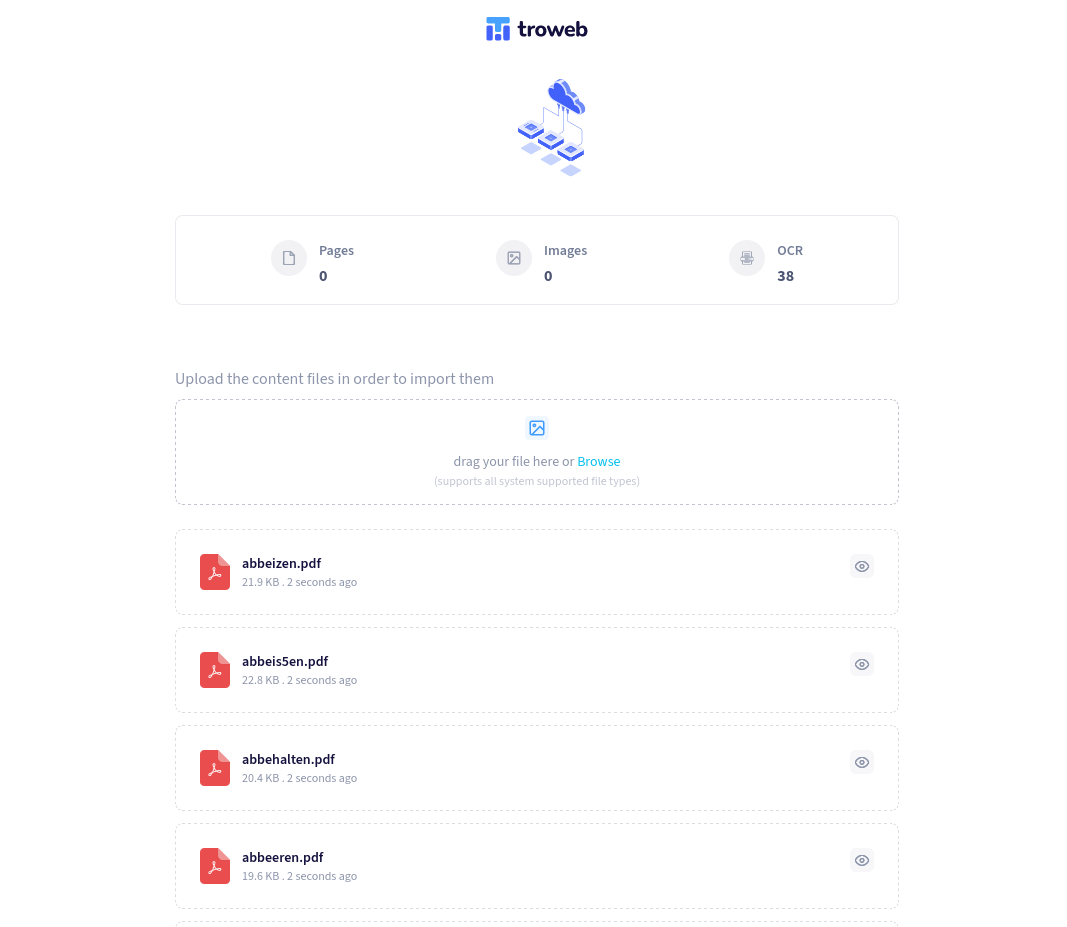 troweb
Pages
0
Images
0
OCR
38
Upload the content files in order to import them
drag your file here or Browse
(supports all system supported file types)
abbeizen.pdf
21.9 KB . 2 seconds ago
abbeis5en.pdf
22.8 KB . 2 seconds ago
abbehalten.pdf
20.4 KB . 2 seconds ago
abbeeren.pdf
19.6 KB . 2 seconds ago